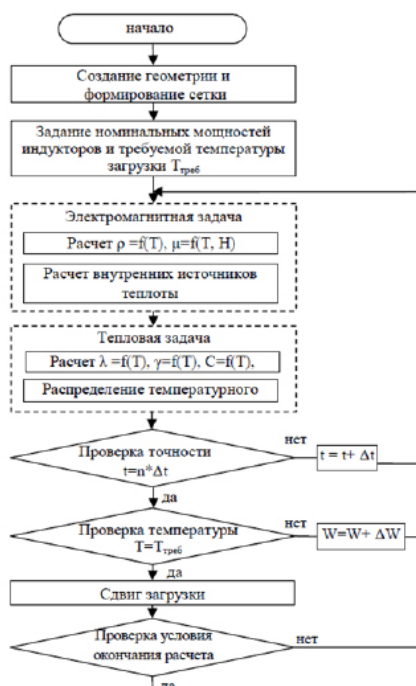 начало
Создание геометрии и
формирование сетки
Задание номинальных мощностей
индукторов и требуемой температуры
загрузки Tтреб
Электромагнитная задача
Расчет ρ =f(T), μ=f(T, H)
Расчет внутренних источников
теплоты
Тепловая задача
Расчет λ =f(T), γ=f(T), C=f(T),
Распределение температурного
Проверка точности
t=n*Δt
нет
t = t+ Δt
да
Проверка температуры
T=Tтреб
нет
W=W+ ΔW
да
Сдвиг загрузки
Проверка условия
окончания расчета
нет
да